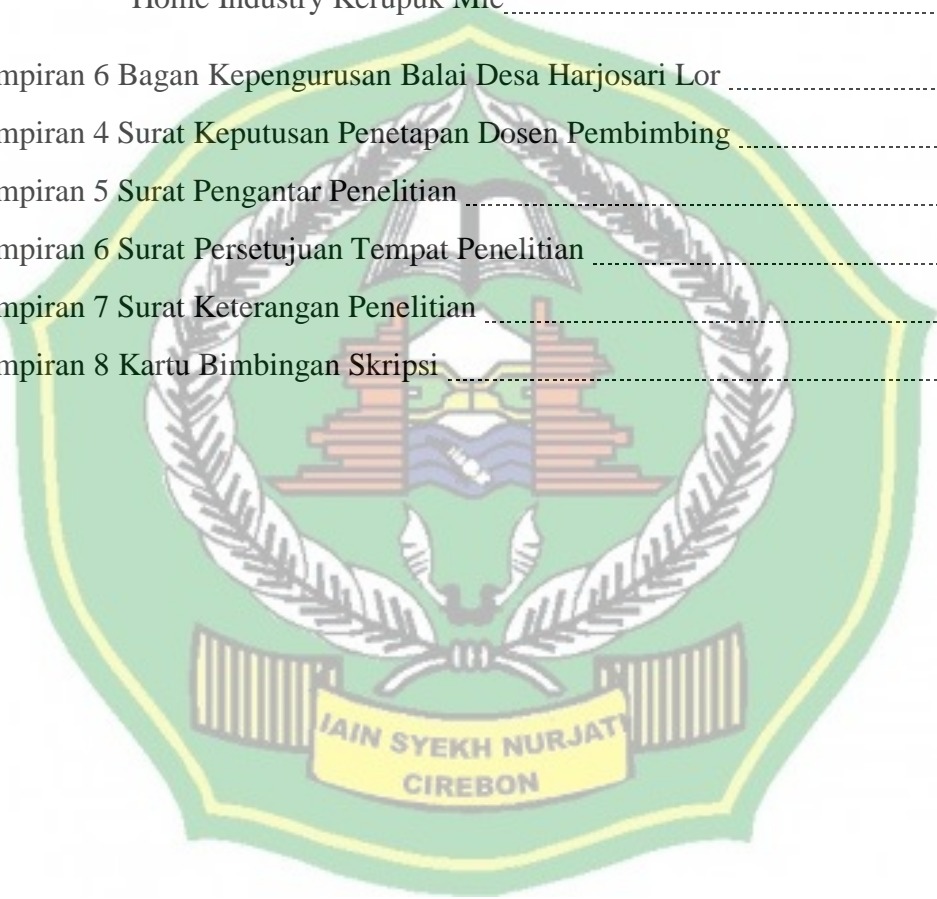 Home Industry Kerupuk Mie
mpiran 6 Bagan Kepengurusan Balai Desa Harjosari Lor
mpiran 4 Surat Keputusan Penetapan Dosen Pembimbing
mpiran 5 Surat Pengantar Penelitian
mpiran 6 Surat Persetujuan Tempat Penelitian
mpiran 7 Surat Keterangan Penelitian
mpiran 8 Kartu Bimbingan Skripsi
IAIN SYEKH NURJATI
CIREBON